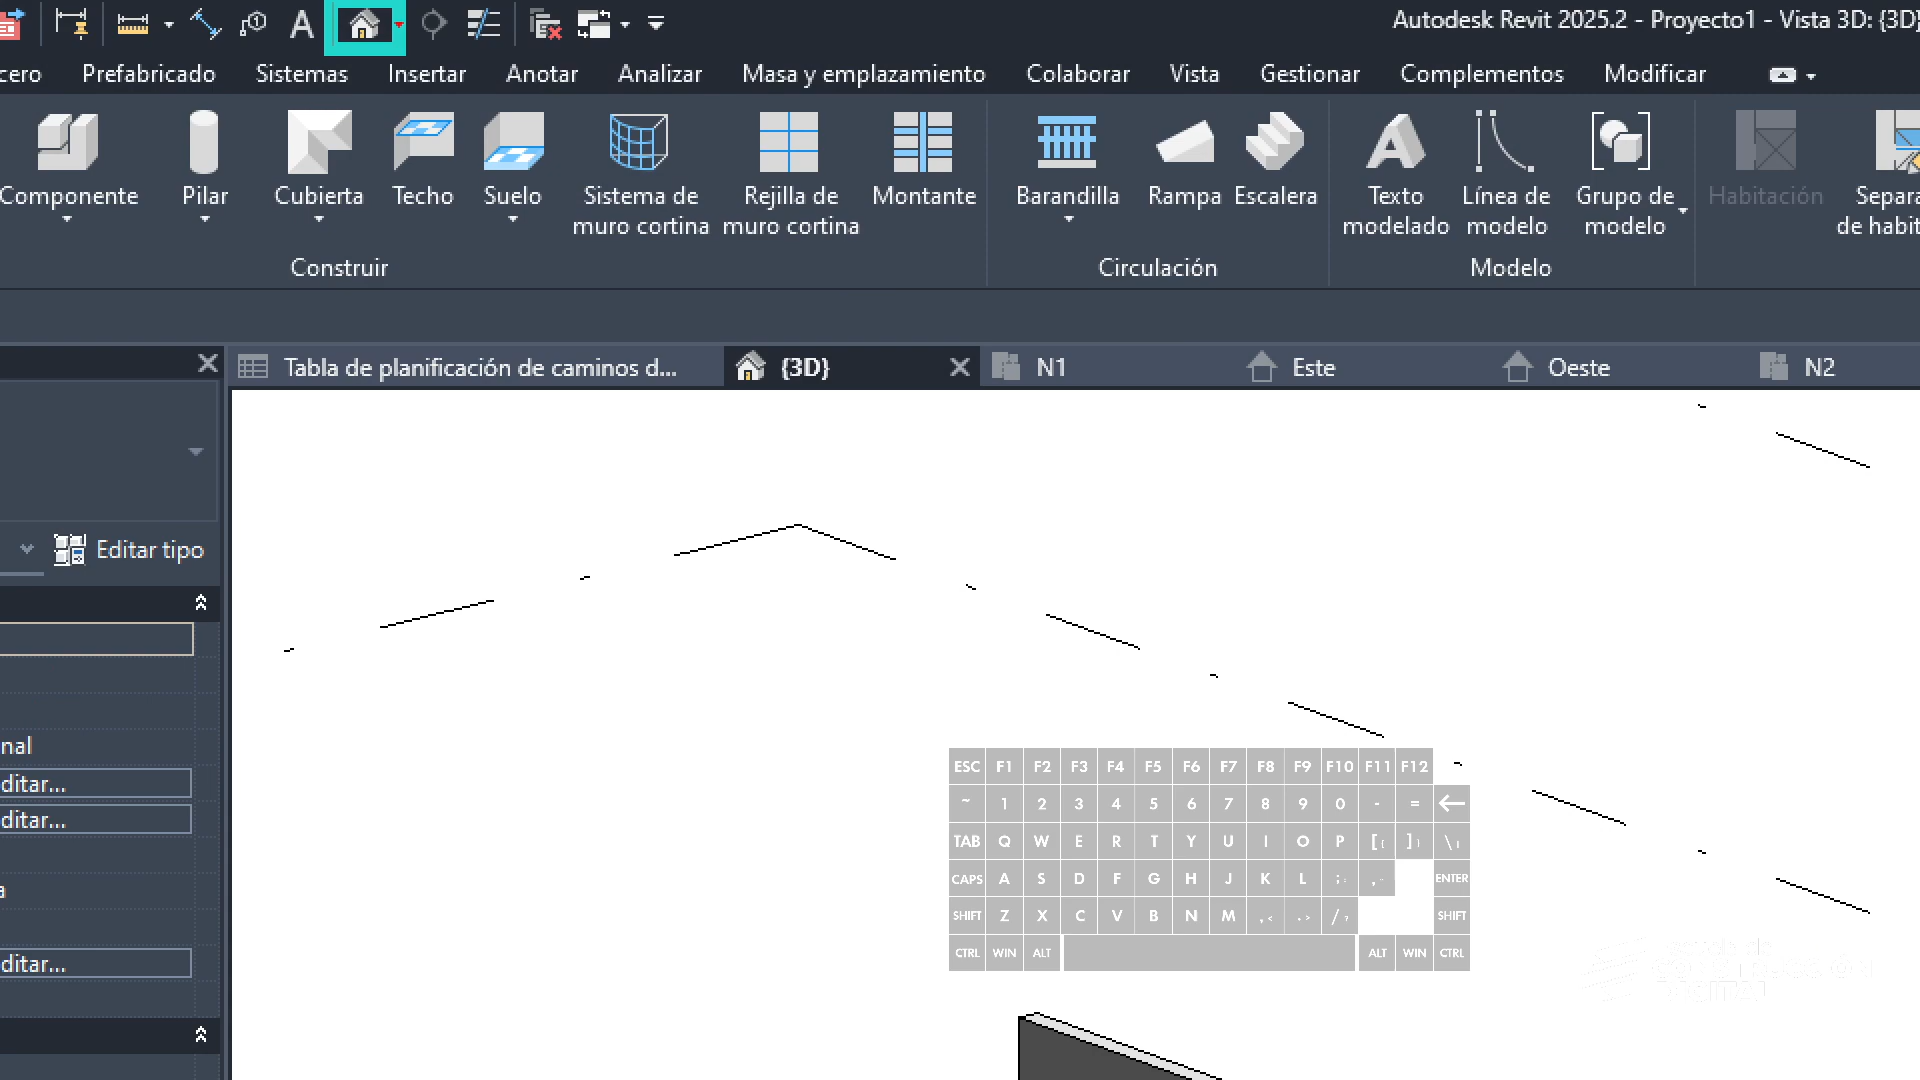 Autodesk Revit 2025.2 - Proyecto1 - Vista 3D: {3D}
cero Prefabricado Sistemas Insertar Anotar Analizar Masa y emplazamiento Colaborar Vista Gestionar Complementos Modificar
Componente Pilar Cubierta Techo Suelo Sistema de muro cortina Rejilla de muro cortina Montante Barandilla Rampa Escalera Texto modelado Línea de modelo Grupo de modelo Habitación Separa de habit
Construir Circulación Modelo
Tabla de planificación de caminos d... {3D} N1 Este Oeste N2
Editar tipo
nal
ditar...
ditar...
a
ditar...
ESC F1 F2 F3 F4 F5 F6 F7 F8 F9 F10 F11 F12
~ 1 2 3 4 5 6 7 8 9 0 - =
TAB Q W E R T Y U I O P [ ] \
CAPS A S D F G H J K L ; ENTER
SHIFT Z X C V B N M , < . > / ? SHIFT
CTRL WIN ALT ALT WIN CTRL